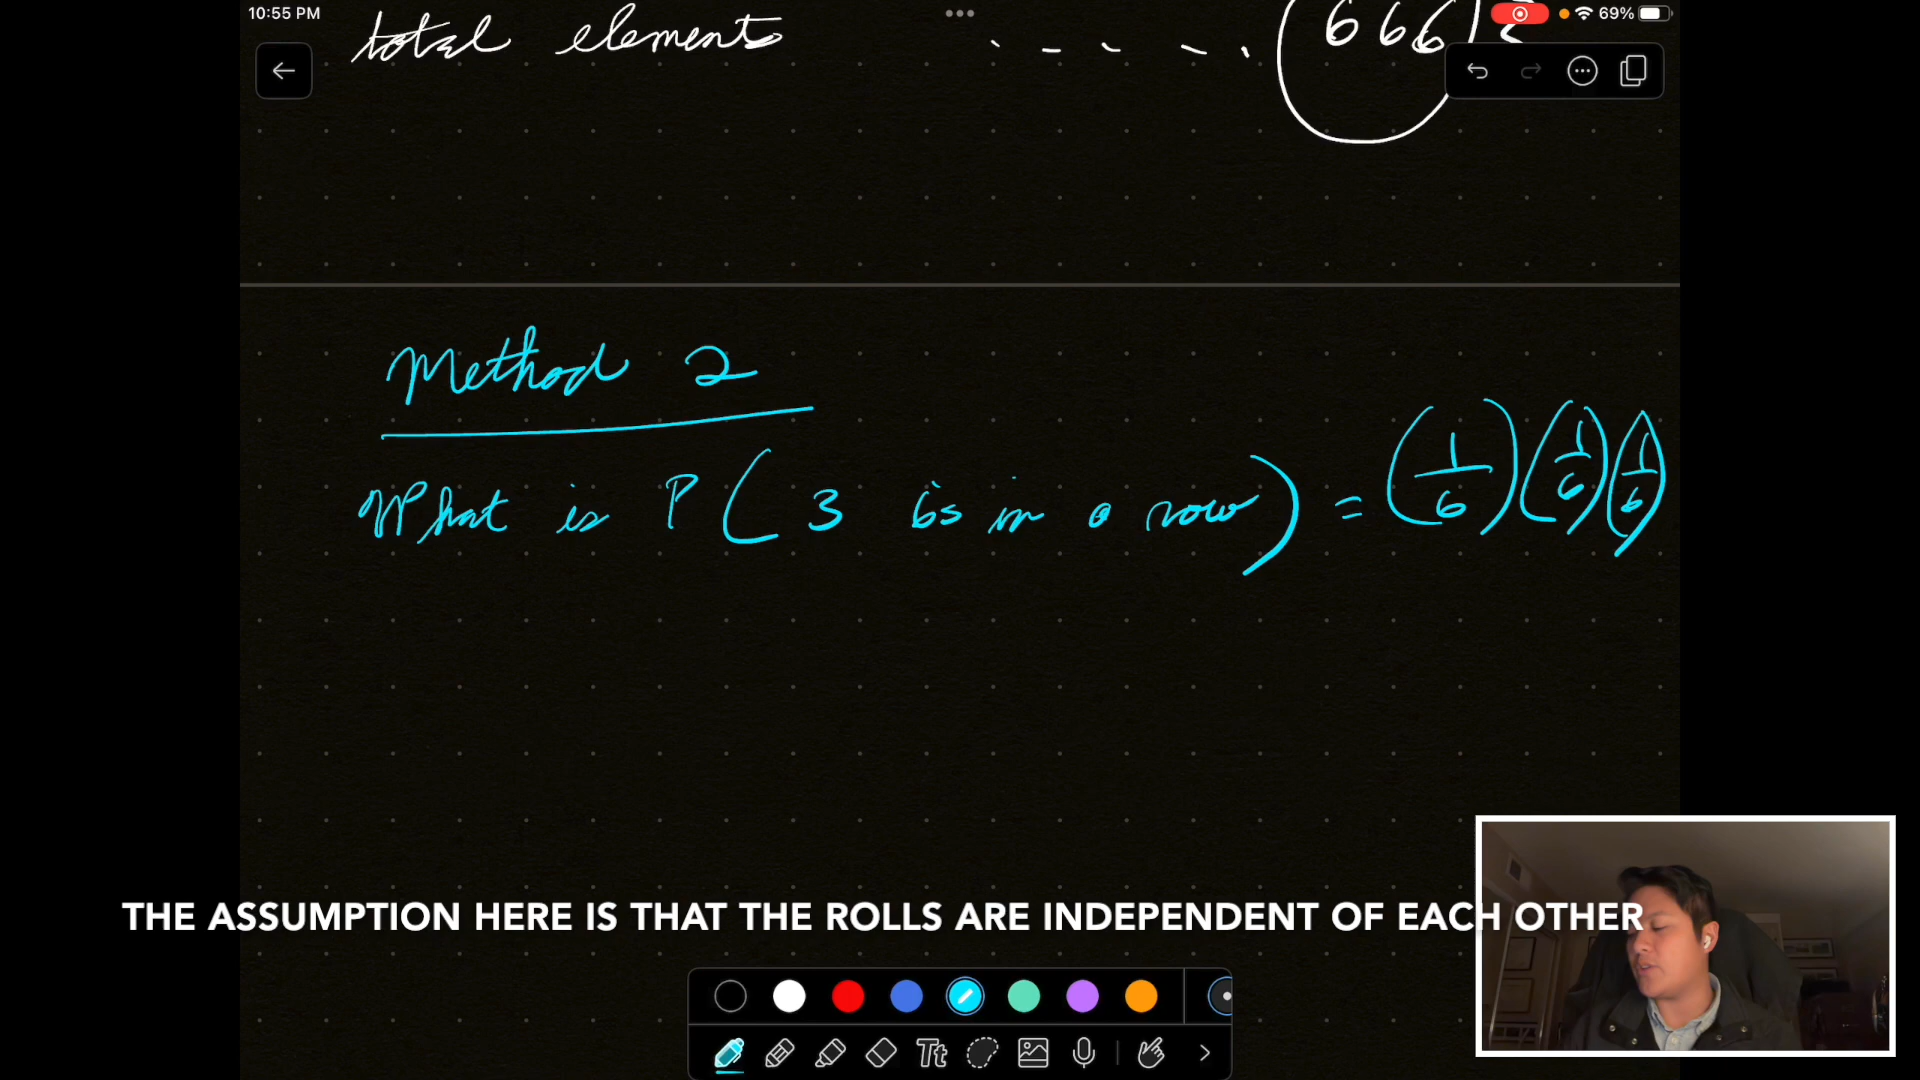 10:55 PM
69%
total elements
666
Method 2
What is P ( 3 6s in a row ) = (1/6)(1/6)(1/6)
THE ASSUMPTION HERE IS THAT THE ROLLS ARE INDEPENDENT OF EACH OTHER
Tt